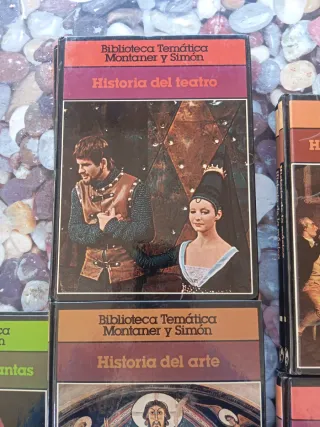 Biblioteca Temática
Montaner y Simón
Historia del teatro
Biblioteca Temática
Montaner y Simón
Historia del arte